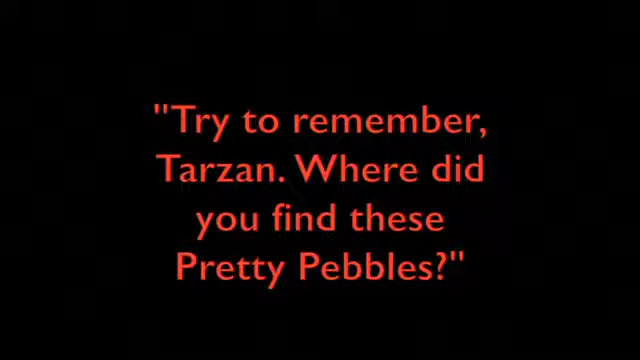 "Try to remember,
Tarzan. Where did
you find these
Pretty Pebbles?"